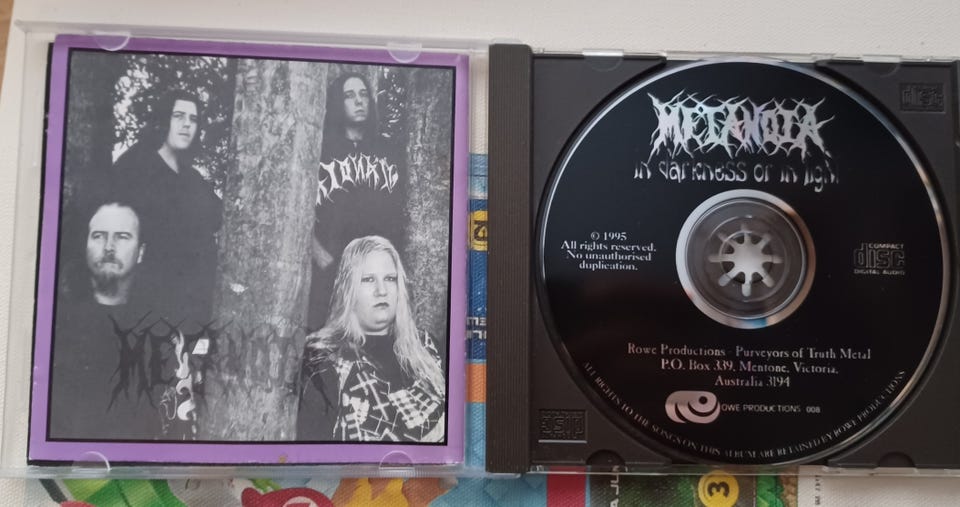 METANOIA
METANOIA
in darkness or in light
© 1995
All rights reserved.
No unauthorised
duplication.
COMPACT
disc
DIGITAL AUDIO
Rowe Productions - Purveyors of Truth Metal
P.O. Box 339, Mentone, Victoria,
Australia 3194
ROWE PRODUCTIONS 008
ALL RIGHTS TO THE SONGS ON THIS ALBUM ARE RETAINED BY ROWE PRODUCTIONS
3